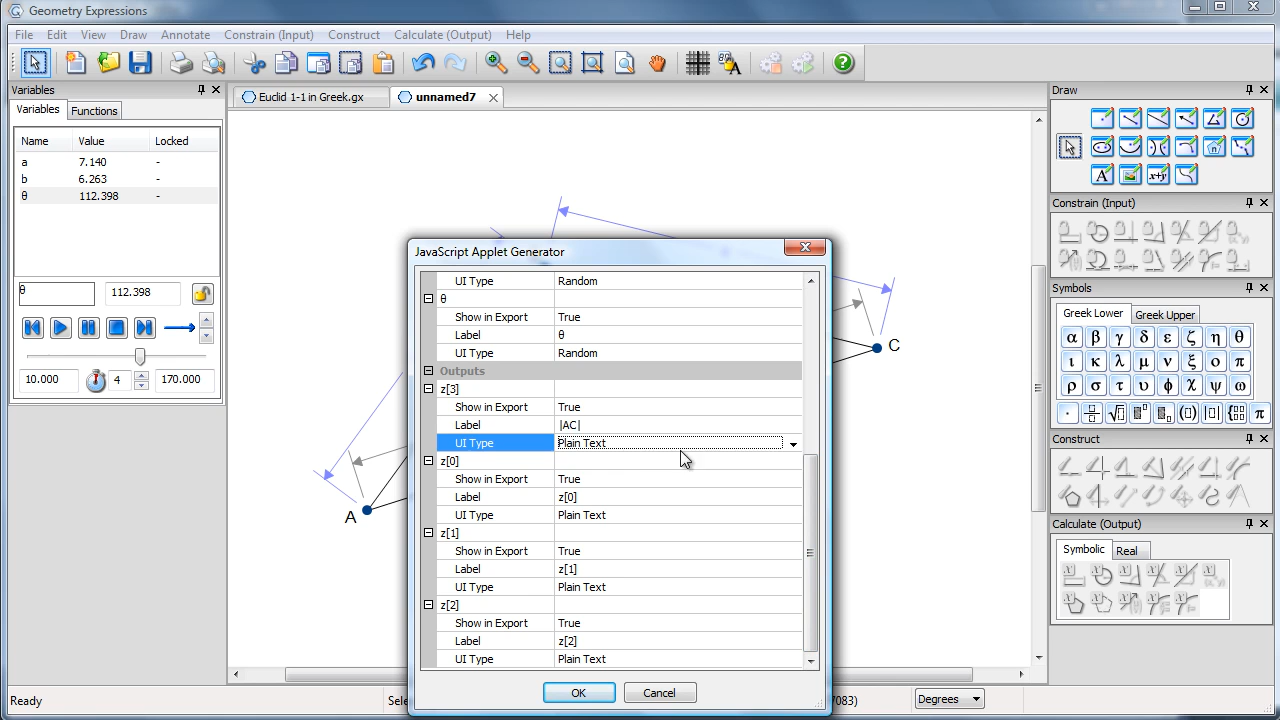 Geometry Expressions
File Edit View Draw Annotate Constrain (Input) Construct Calculate (Output) Help
Variables
Variables Functions
Name Value Locked
a 7.140 -
b 6.263 -
θ 112.398 -
θ 112.398
10.000 4 170.000
Euclid 1-1 in Greek.gx unnamed7
A
C
JavaScript Applet Generator
UI Type Random
θ
Show in Export True
Label θ
UI Type Random
Outputs
z[3]
Show in Export True
Label |AC|
UI Type Plain Text
z[0]
Show in Export True
Label z[0]
UI Type Plain Text
z[1]
Show in Export True
Label z[1]
UI Type Plain Text
z[2]
Show in Export True
Label z[2]
UI Type Plain Text
OK Cancel
Draw
Constrain (Input)
Symbols
Greek Lower Greek Upper
α β γ δ ε ζ η θ
ι κ λ μ ν ξ ο π
ρ σ τ υ φ χ ψ ω
Construct
Calculate (Output)
Symbolic Real
Ready Sele 7083) Degrees